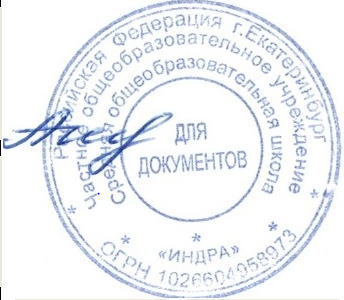 Российская Федерация г.Екатеринбург
Частное общеобразовательное учреждение
Средняя общеобразовательная школа
«ИНДРА»
ОГРН 1026604958973
ДЛЯ
ДОКУМЕНТОВ